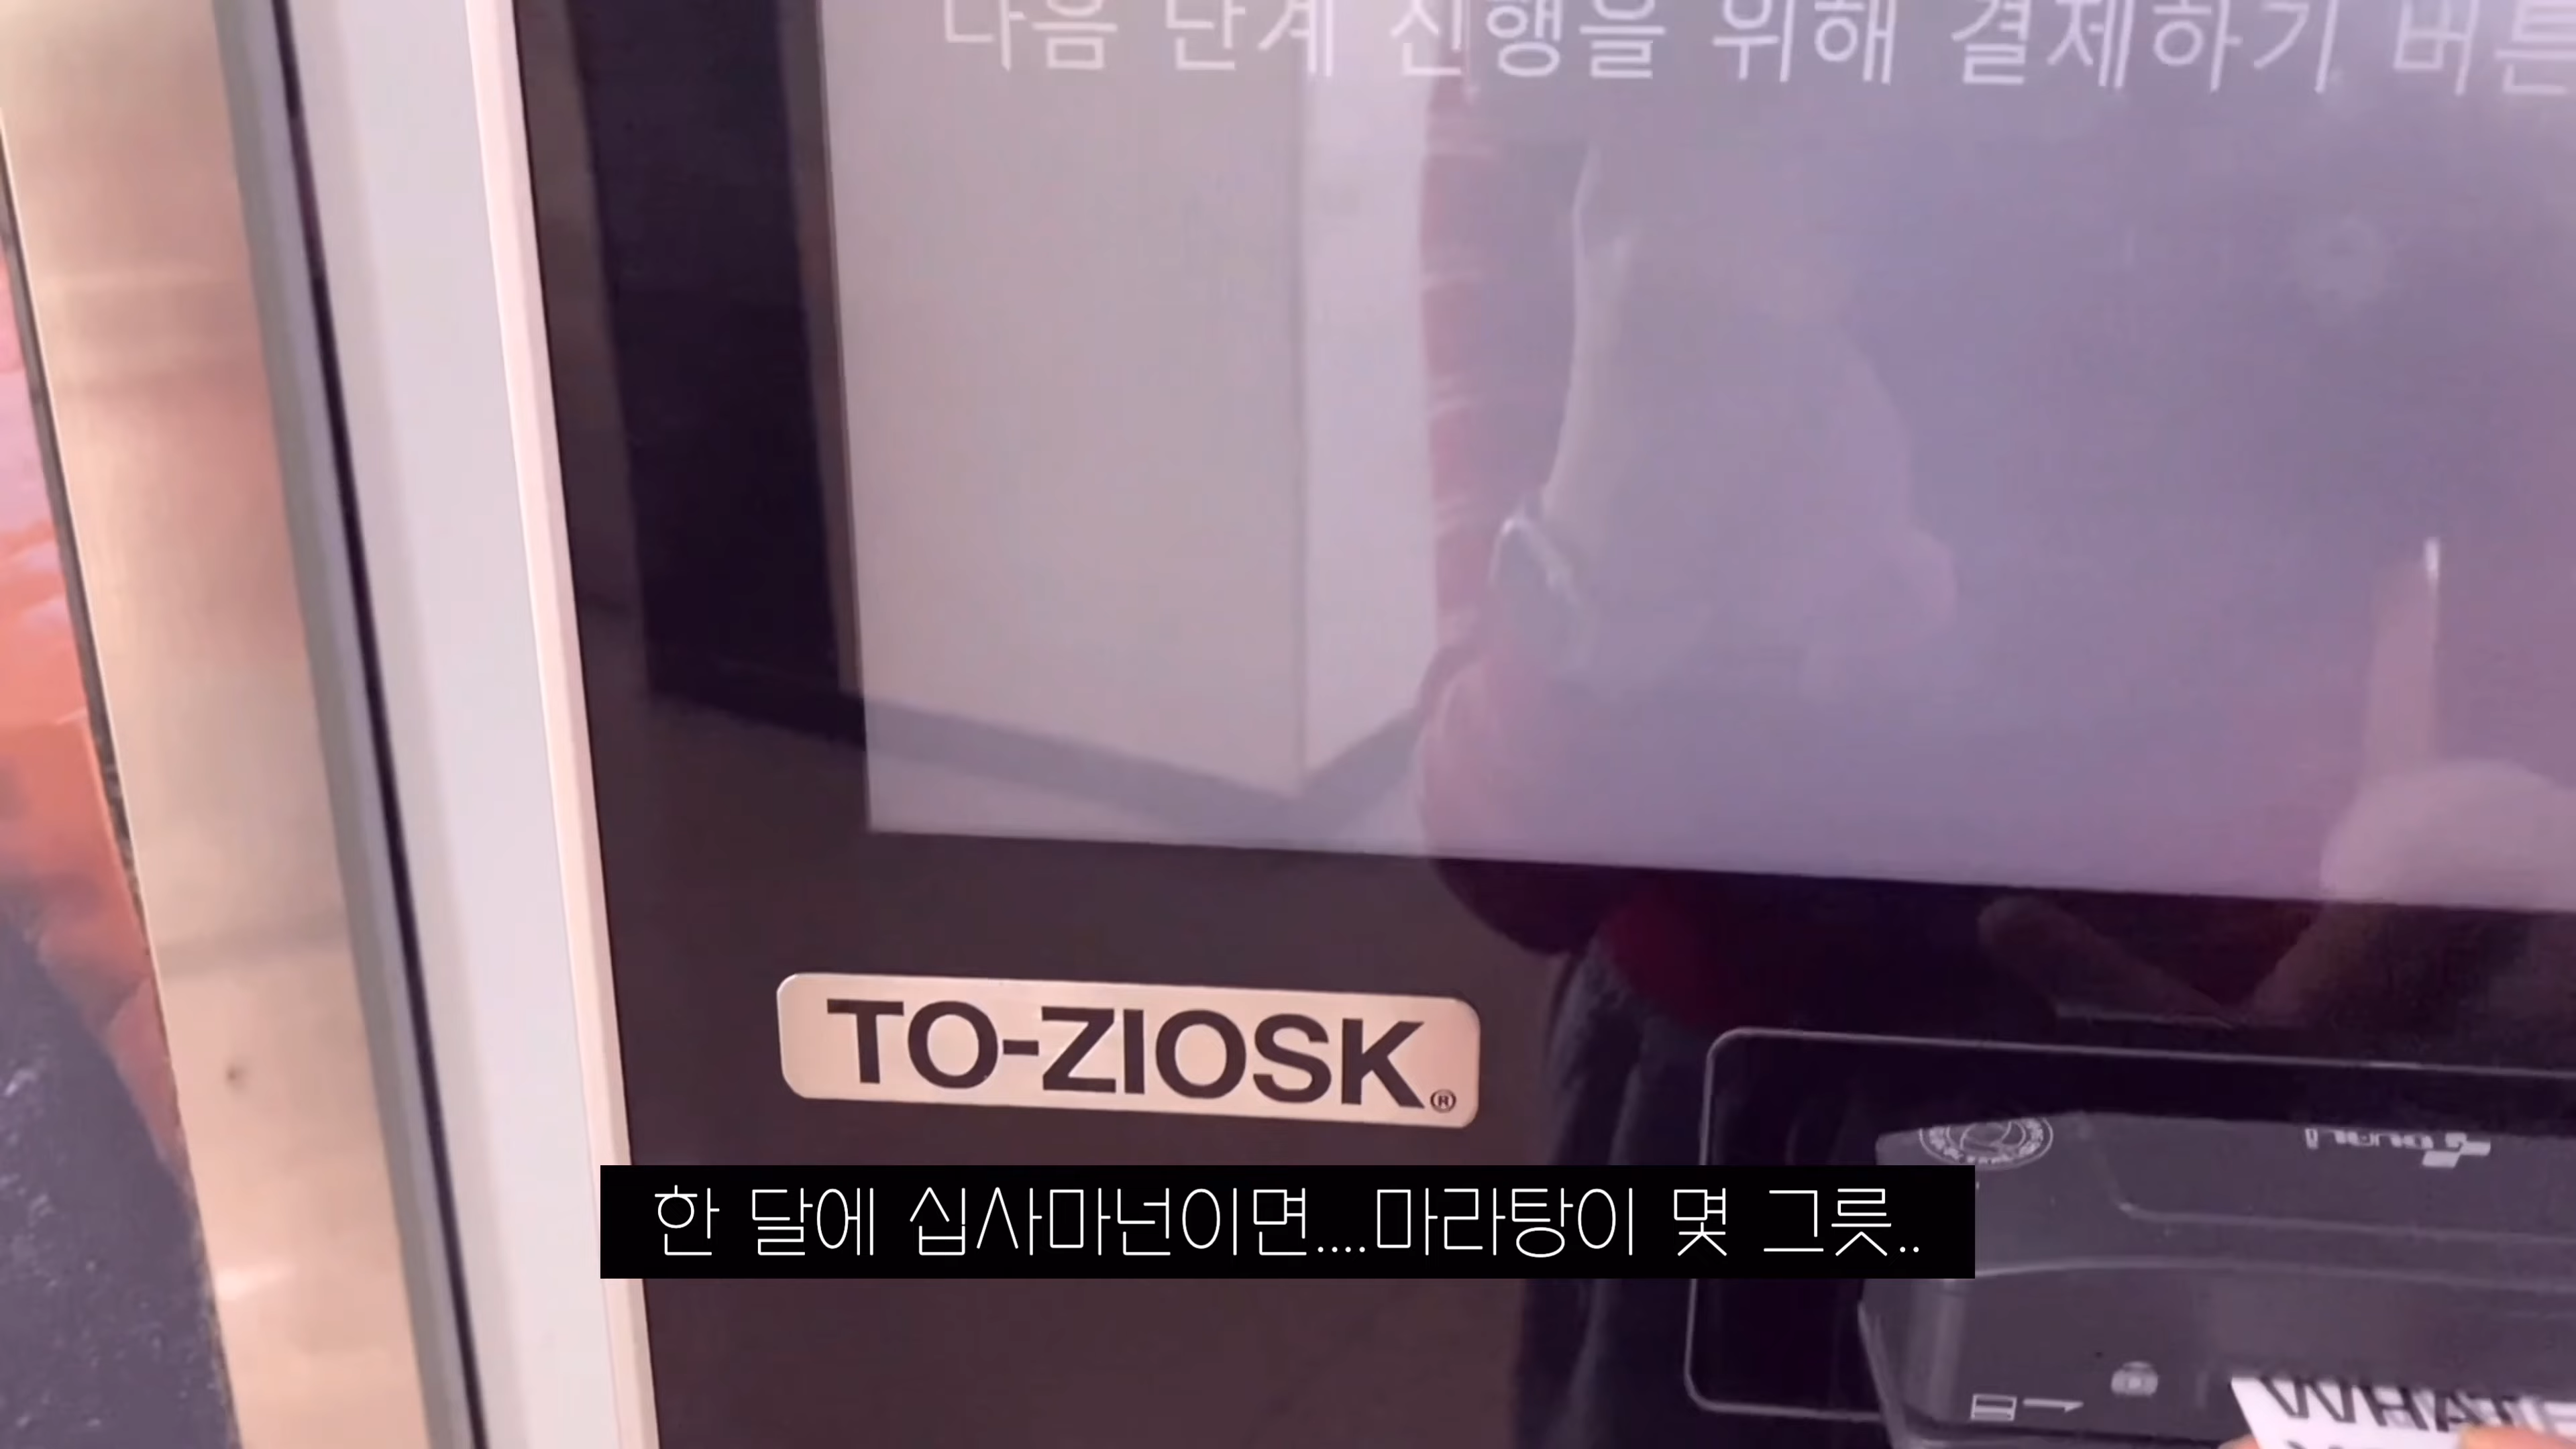 다음 단계 진행을 위해 결제하기 버튼
TO-ZIOSK®
한 달에 십사마넌이면....마라탕이 몇 그릇..